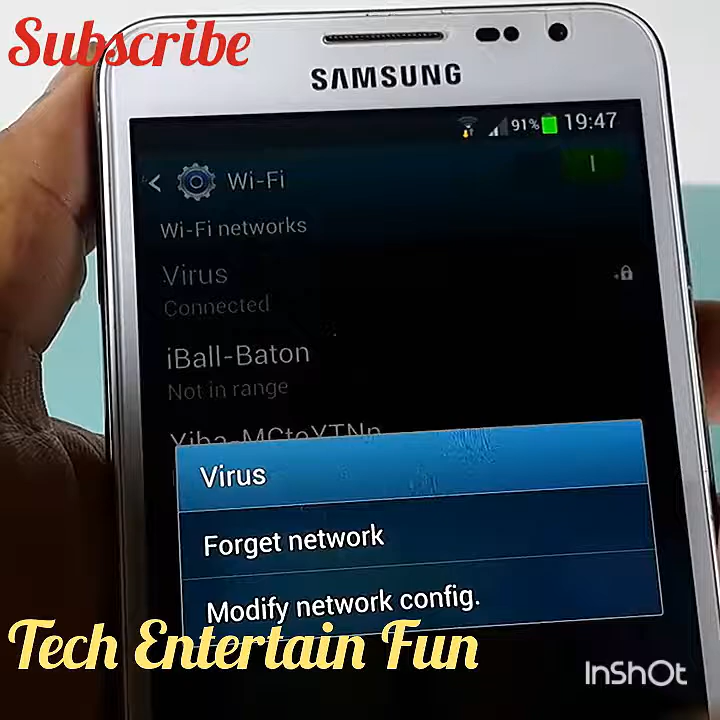 Subscribe
SAMSUNG
91% 19:47
Wi-Fi
Wi-Fi networks
Virus
Connected
iBall-Baton
Not in range
Virus
Forget network
Modify network config.
Tech Entertain Fun
InShOt